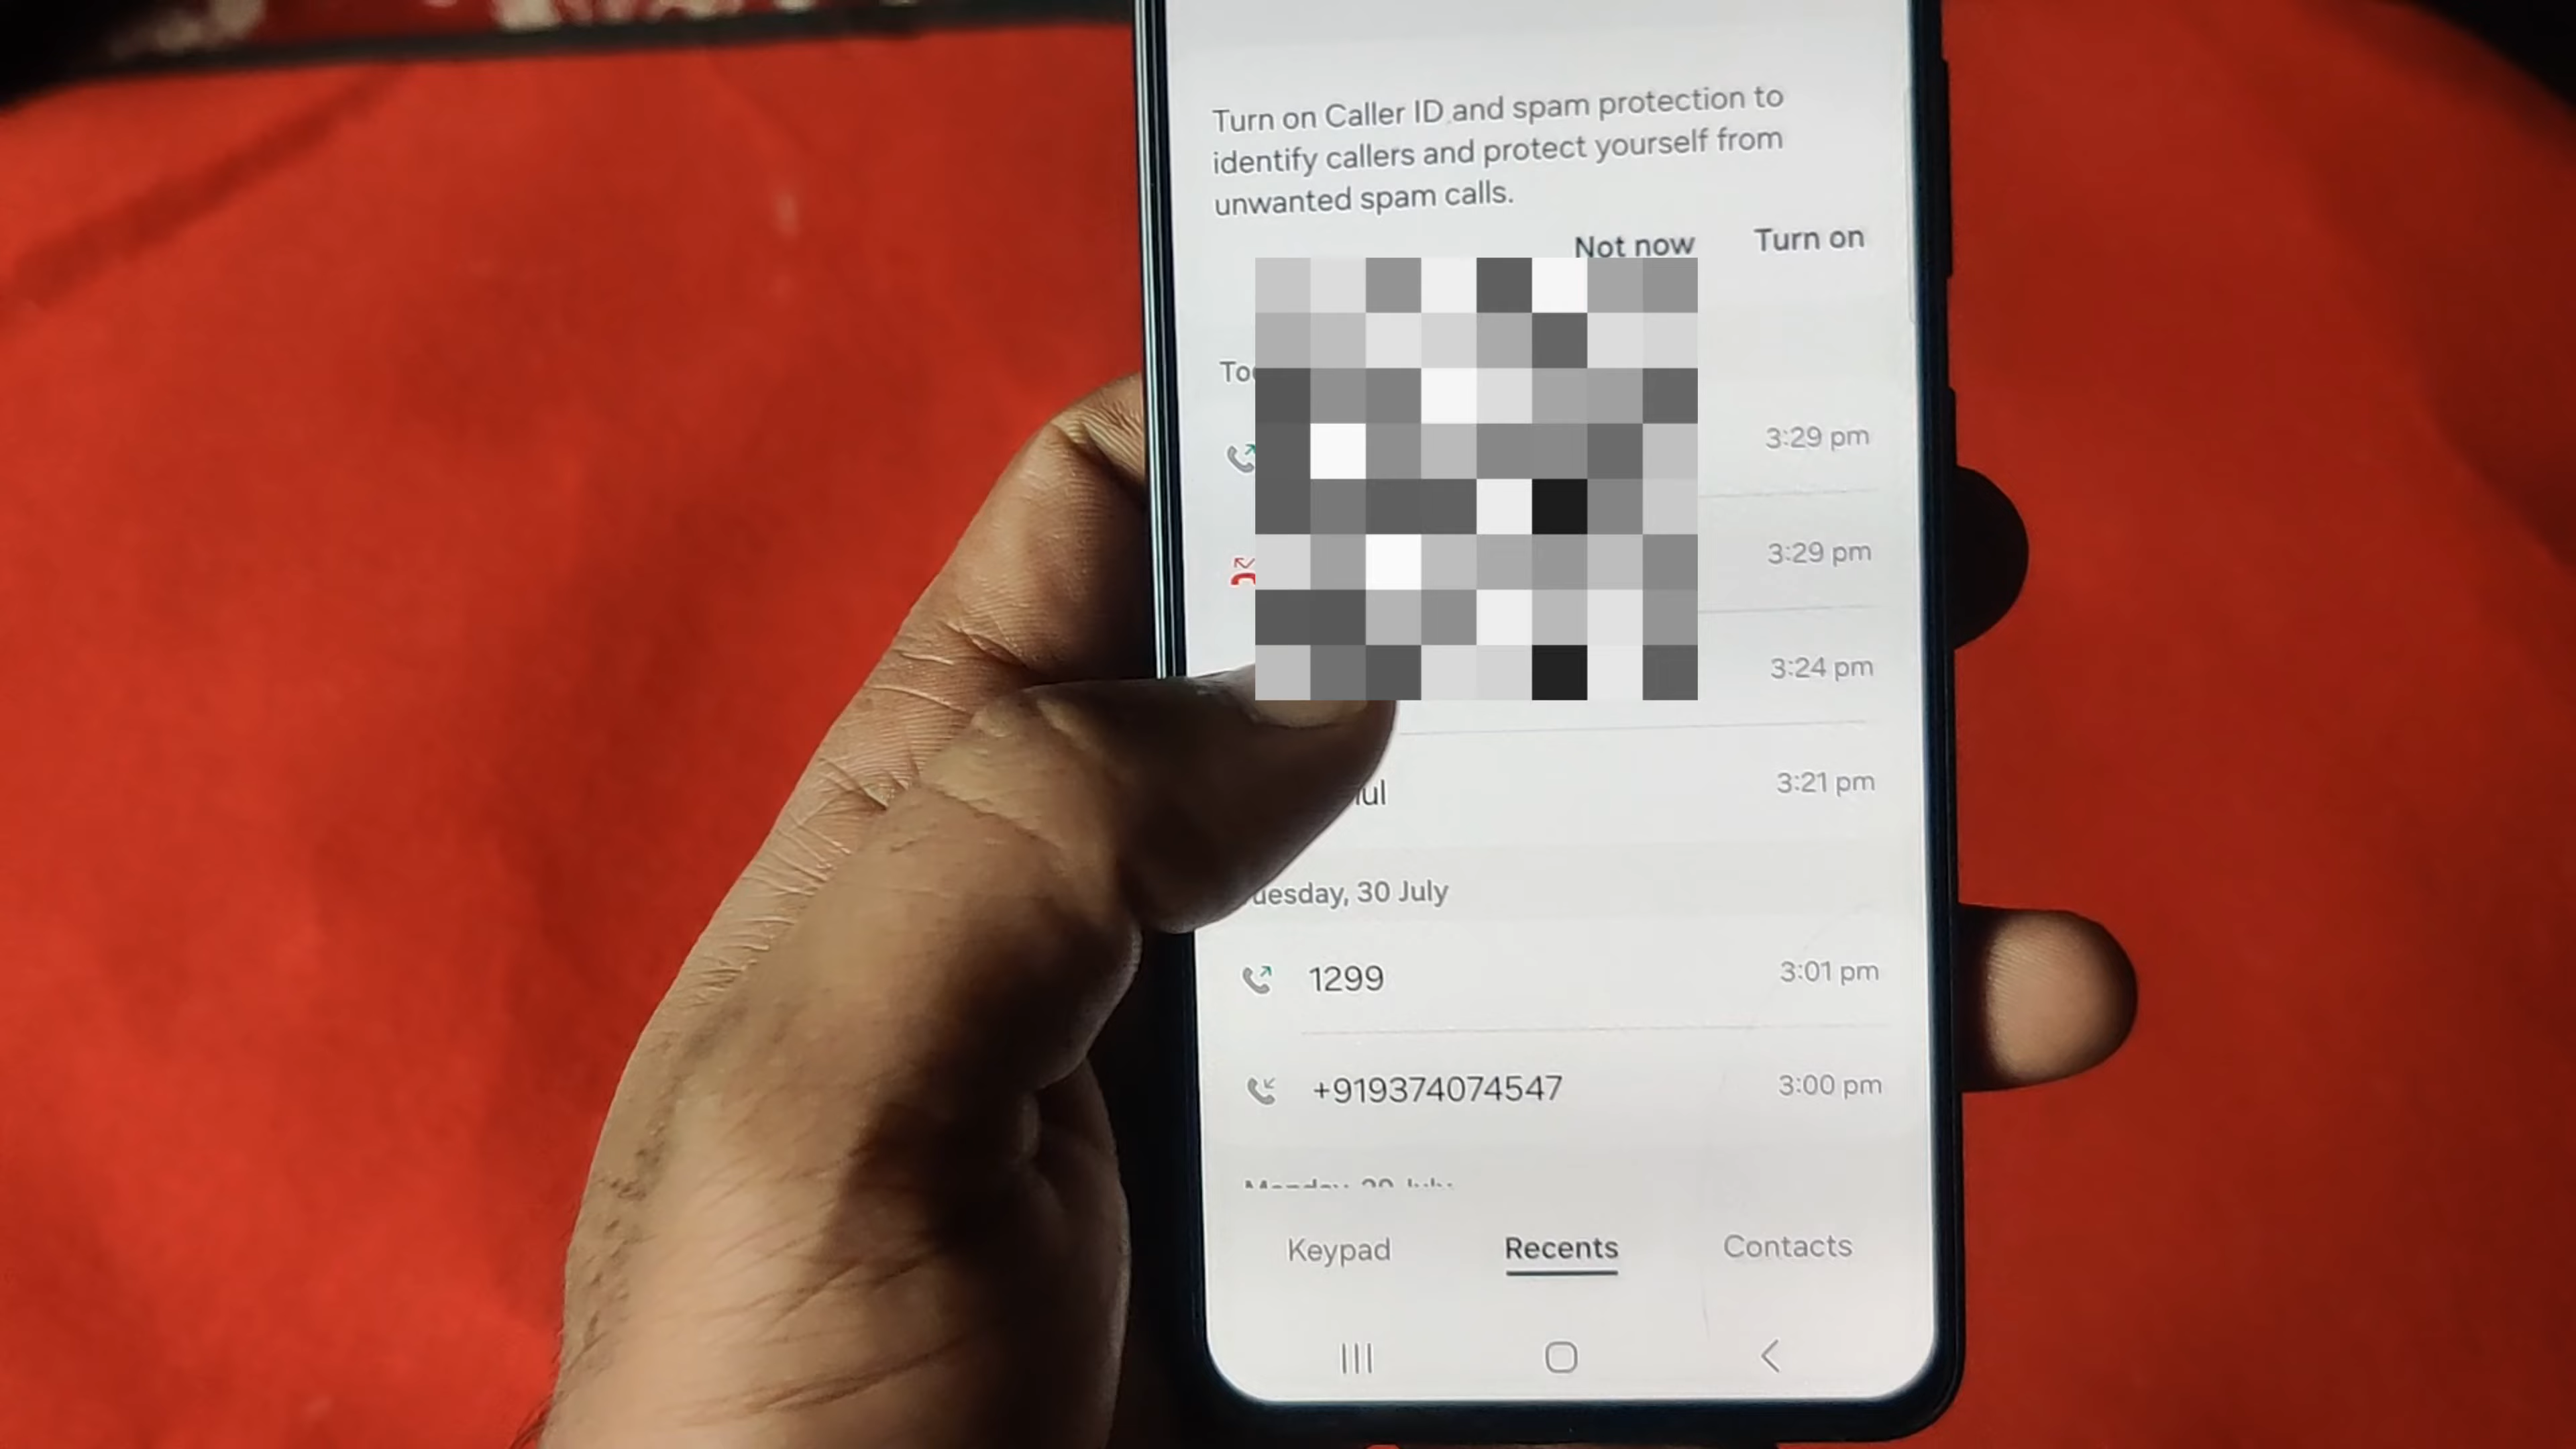 Turn on Caller ID and spam protection to
identify callers and protect yourself from
unwanted spam calls.
Not now Turn on
3:29 pm
3:29 pm
3:24 pm
3:21 pm
30 July
1299 3:01 pm
+919374074547 3:00 pm
Keypad Recents Contacts